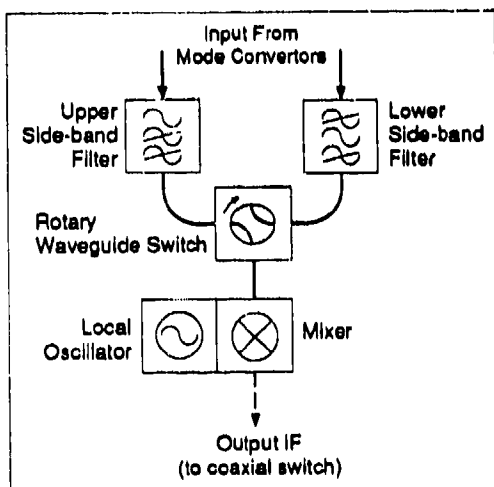 Input From
Mode Convertors
Upper
Side-band
Filter
Lower
Side-band
Filter
Rotary
Waveguide Switch
Local
Oscillator
Mixer
Output IF
(to coaxial switch)